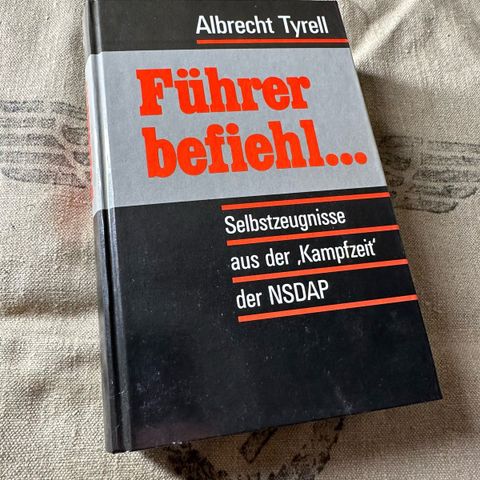 Albrecht Tyrell
Führer
befiehl...
Selbstzeugnisse
aus der ‚Kampfzeit‘
der NSDAP